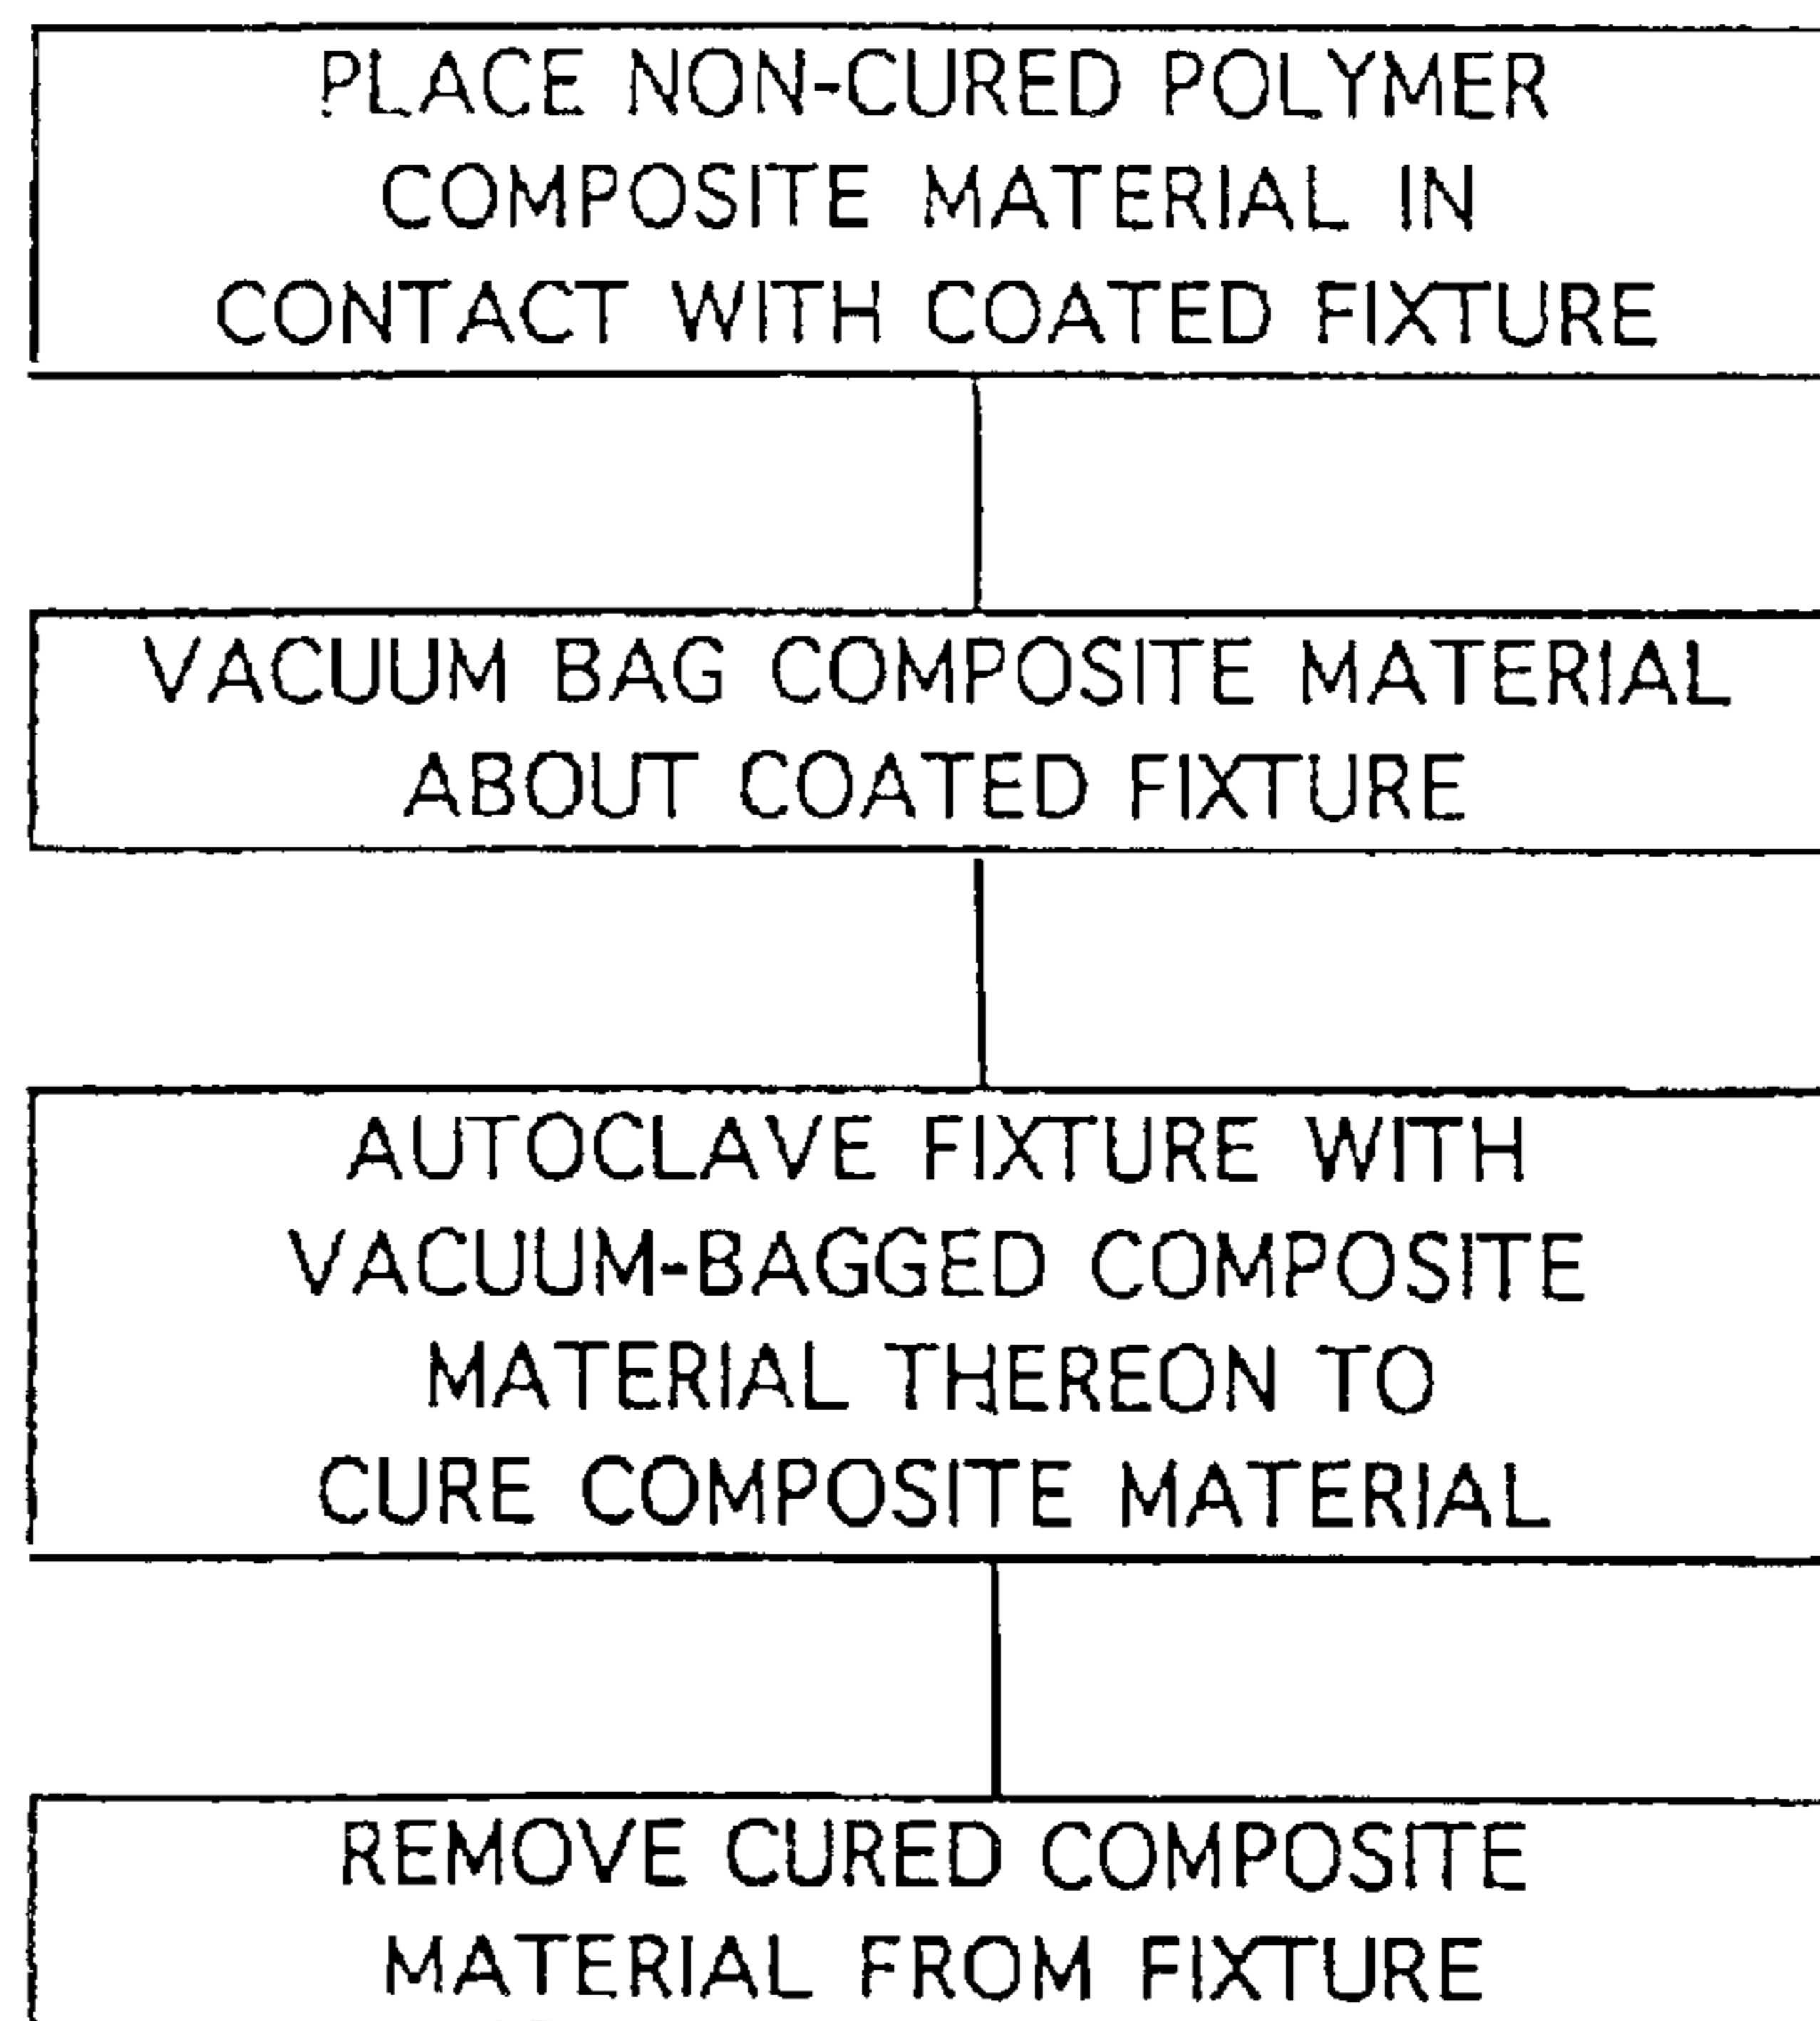 PLACE NON-CURED POLYMER
COMPOSITE MATERIAL IN
CONTACT WITH COATED FIXTURE
VACUUM BAG COMPOSITE MATERIAL
ABOUT COATED FIXTURE
AUTOCLAVE FIXTURE WITH
VACUUM-BAGGED COMPOSITE
MATERIAL THEREON TO
CURE COMPOSITE MATERIAL
REMOVE CURED COMPOSITE
MATERIAL FROM FIXTURE